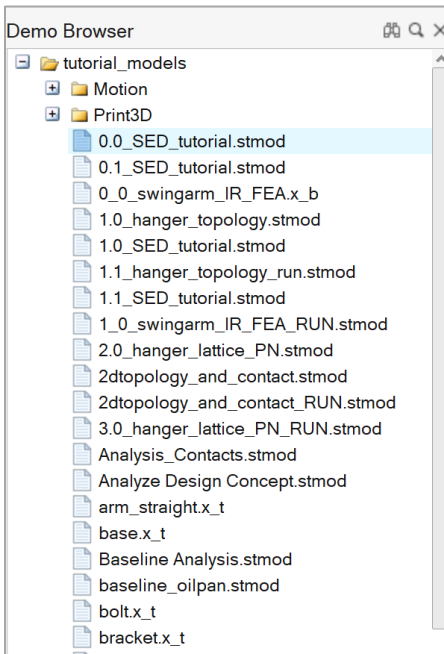 Demo Browser
tutorial_models
Motion
Print3D
0.0_SED_tutorial.stmod
0.1_SED_tutorial.stmod
0_0_swingarm_IR_FEA.x_b
1.0_hanger_topology.stmod
1.0_SED_tutorial.stmod
1.1_hanger_topology_run.stmod
1.1_SED_tutorial.stmod
1_0_swingarm_IR_FEA_RUN.stmod
2.0_hanger_lattice_PN.stmod
2dtopology_and_contact.stmod
2dtopology_and_contact_RUN.stmod
3.0_hanger_lattice_PN_RUN.stmod
Analysis_Contacts.stmod
Analyze Design Concept.stmod
arm_straight.x_t
base.x_t
Baseline Analysis.stmod
baseline_oilpan.stmod
bolt.x_t
bracket.x_t